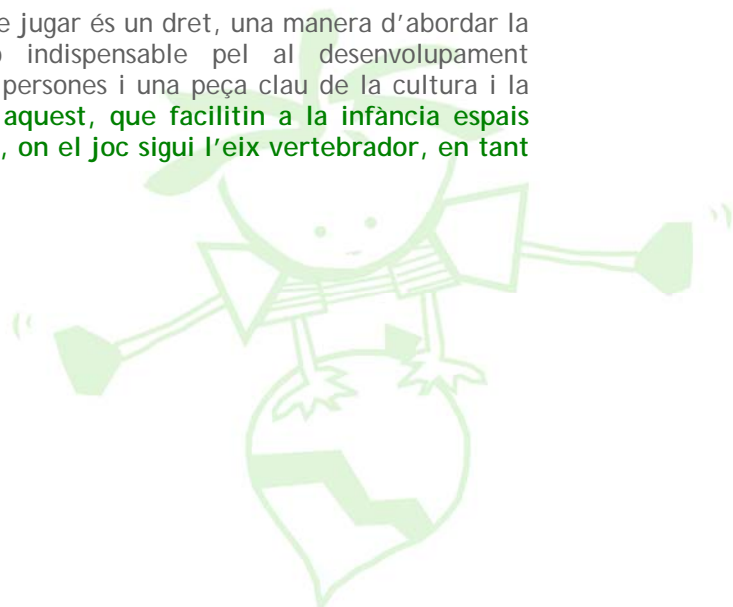 e jugar és un dret, una manera d’abordar la
indispensable pel al desenvolupament
persones i una peça clau de la cultura i la
aquest, que facilitin a la infància espais
, on el joc sigui l’eix vertebrador, en tant